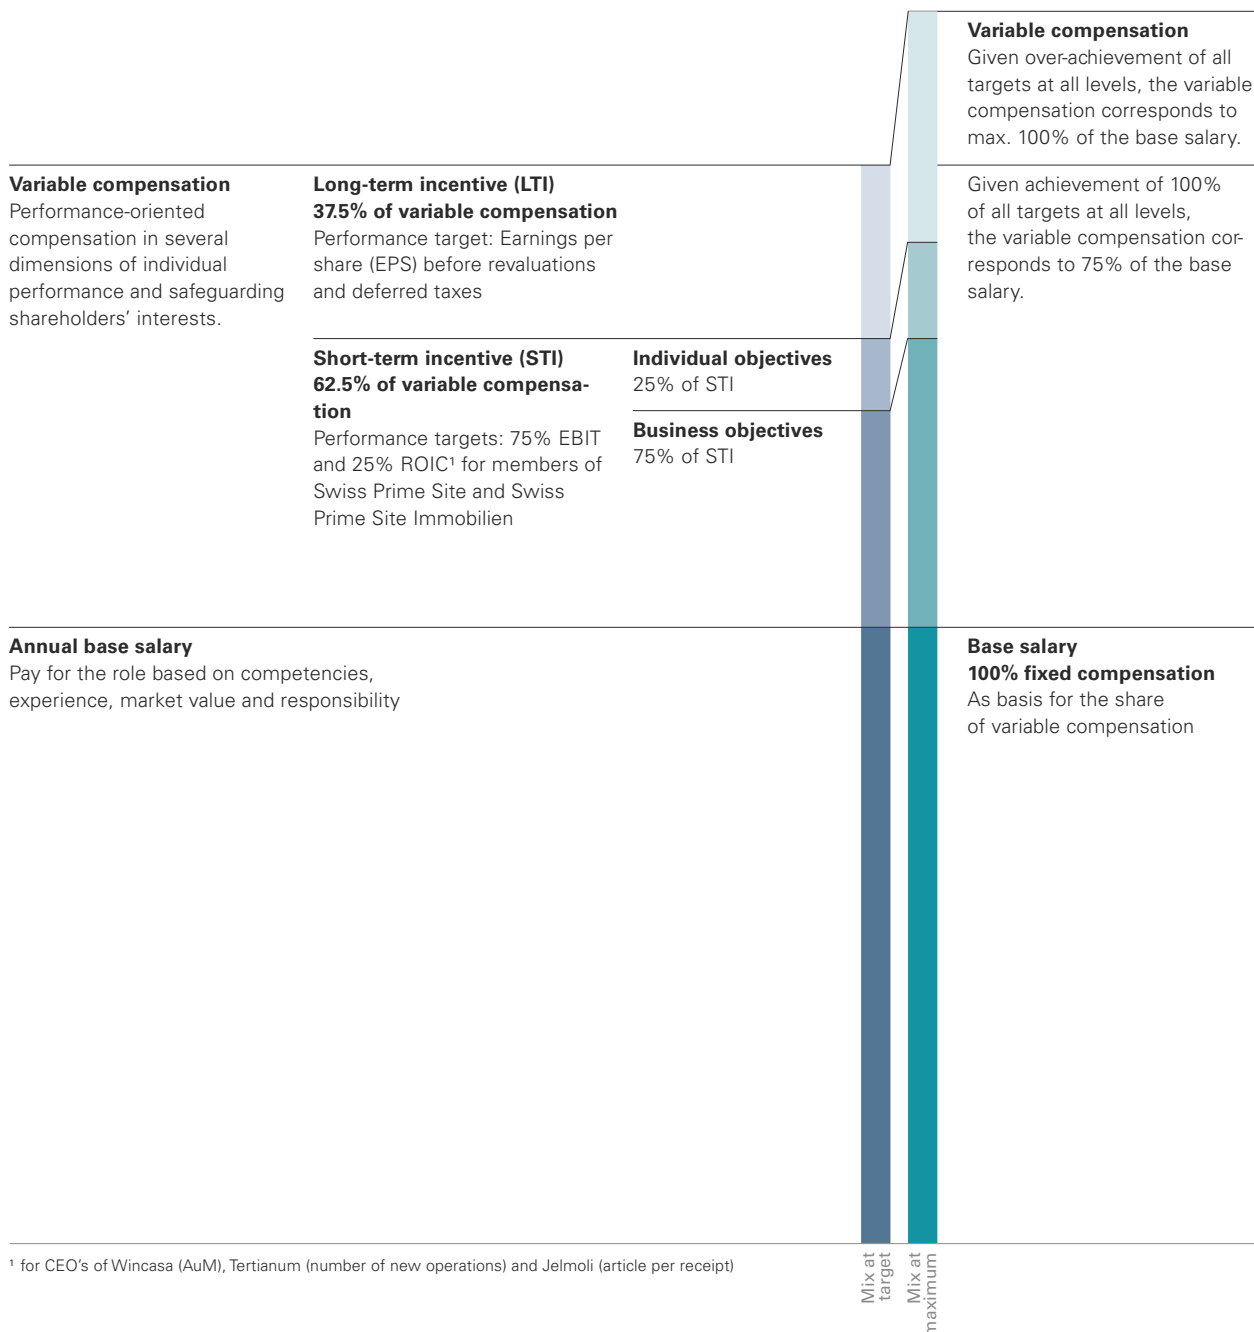 Variable compensation
Given over-achievement of all
targets at all levels, the variable
compensation corresponds to
max. 100% of the base salary.
Variable compensation
Performance-oriented
compensation in several
dimensions of individual
performance and safeguarding
shareholders’ interests.
Long-term incentive (LTI)
37.5% of variable compensation
Performance target: Earnings per
share (EPS) before revaluations
and deferred taxes
Given achievement of 100%
of all targets at all levels,
the variable compensation cor-
responds to 75% of the base
salary.
Short-term incentive (STI)
62.5% of variable compensa-
tion
Performance targets: 75% EBIT
and 25% ROIC¹ for members of
Swiss Prime Site and Swiss
Prime Site Immobilien
Individual objectives
25% of STI
Business objectives
75% of STI
Annual base salary
Pay for the role based on competencies,
experience, market value and responsibility
Base salary
100% fixed compensation
As basis for the share
of variable compensation
¹ for CEO’s of Wincasa (AuM), Tertianum (number of new operations) and Jelmoli (article per receipt)
Mix at
target
Mix at
maximum